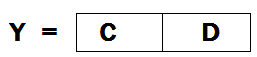 Y = C D